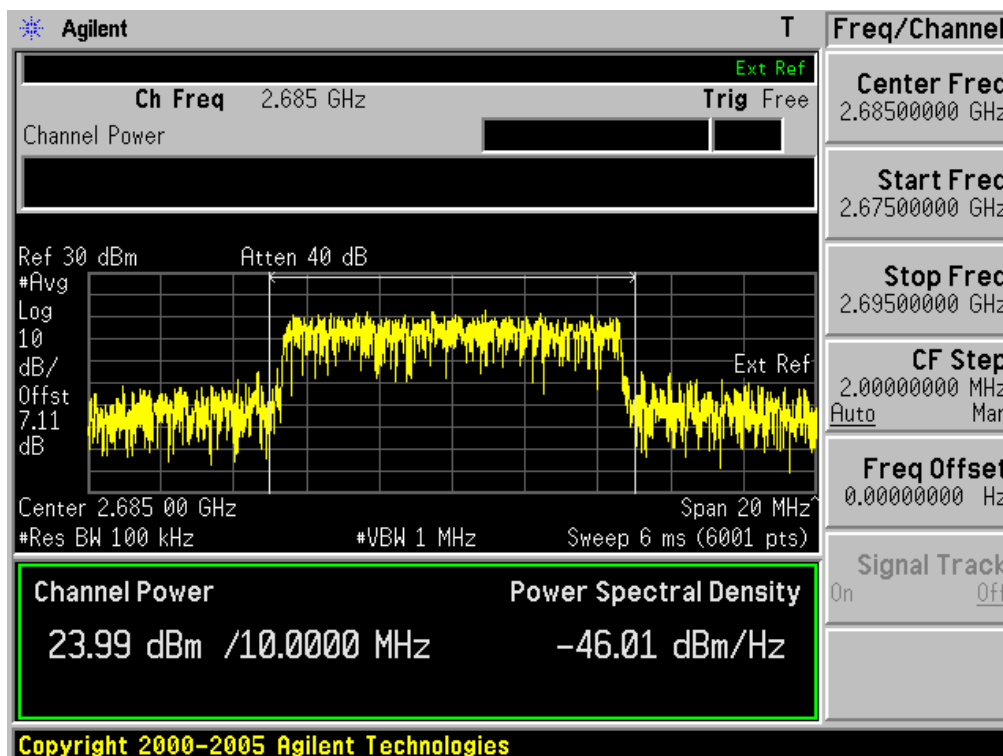 Agilent T
Ext Ref
Ch Freq 2.685 GHz Trig Free
Channel Power
Ref 30 dBm Atten 40 dB
#Avg
Log
10
dB/
Offst
7.11
dB
Ext Ref
Center 2.685 00 GHz Span 20 MHz^
#Res BW 100 kHz #VBW 1 MHz Sweep 6 ms (6001 pts)
Channel Power Power Spectral Density
23.99 dBm /10.0000 MHz -46.01 dBm/Hz
Copyright 2000-2005 Agilent Technologies
Freq/Channel
Center Freq
2.68500000 GHz
Start Freq
2.67500000 GHz
Stop Freq
2.69500000 GHz
CF Step
2.00000000 MHz
Auto Man
Freq Offset
0.00000000 Hz
Signal Track
On Off